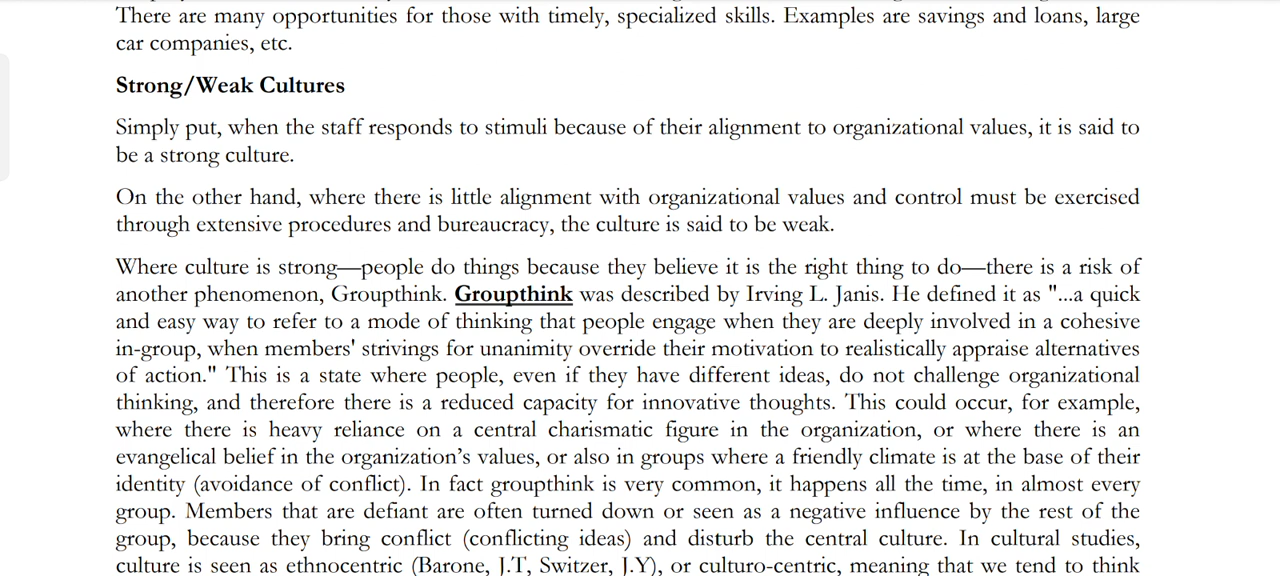 There are many opportunities for those with timely, specialized skills. Examples are savings and loans, large
car companies, etc.
Strong/Weak Cultures
Simply put, when the staff responds to stimuli because of their alignment to organizational values, it is said to
be a strong culture.
On the other hand, where there is little alignment with organizational values and control must be exercised
through extensive procedures and bureaucracy, the culture is said to be weak.
Where culture is strong—people do things because they believe it is the right thing to do—there is a risk of
another phenomenon, Groupthink. Groupthink was described by Irving L. Janis. He defined it as "...a quick
and easy way to refer to a mode of thinking that people engage when they are deeply involved in a cohesive
in-group, when members' strivings for unanimity override their motivation to realistically appraise alternatives
of action." This is a state where people, even if they have different ideas, do not challenge organizational
thinking, and therefore there is a reduced capacity for innovative thoughts. This could occur, for example,
where there is heavy reliance on a central charismatic figure in the organization, or where there is an
evangelical belief in the organization’s values, or also in groups where a friendly climate is at the base of their
identity (avoidance of conflict). In fact groupthink is very common, it happens all the time, in almost every
group. Members that are defiant are often turned down or seen as a negative influence by the rest of the
group, because they bring conflict (conflicting ideas) and disturb the central culture. In cultural studies,
culture is seen as ethnocentric (Barone, J.T, Switzer, J.Y), or culturo-centric, meaning that we tend to think